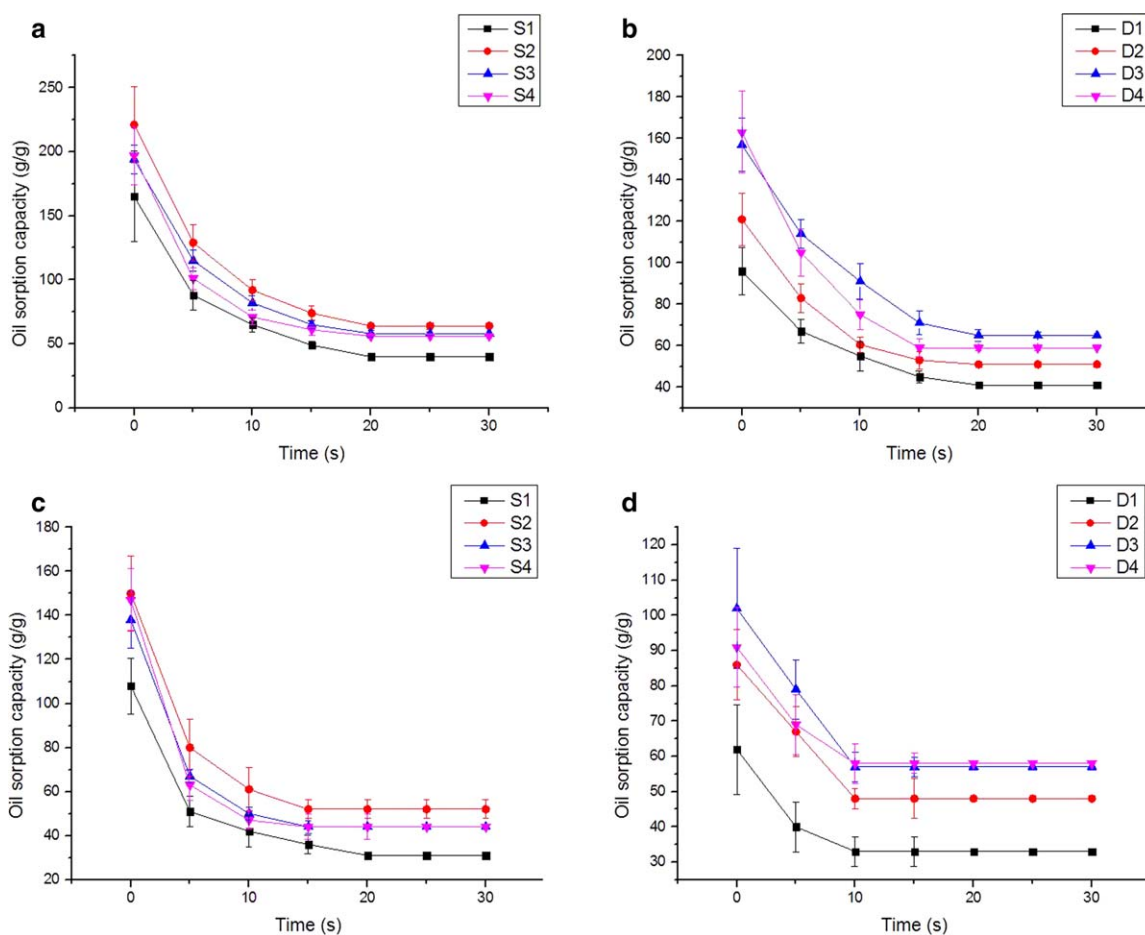 a
S1
S2
S3
S4
Oil sorption capacity (g/g)
250
200
150
100
50
0
0 10 20 30
Time (s)
b
D1
D2
D3
D4
Oil sorption capacity (g/g)
200
180
160
140
120
100
80
60
40
0 10 20 30
Time (s)
c
S1
S2
S3
S4
Oil sorption capacity (g/g)
180
160
140
120
100
80
60
40
20
0 10 20 30
Time (s)
d
D1
D2
D3
D4
Oil sorption capacity (g/g)
120
110
100
90
80
70
60
50
40
30
0 10 20 30
Time (s)